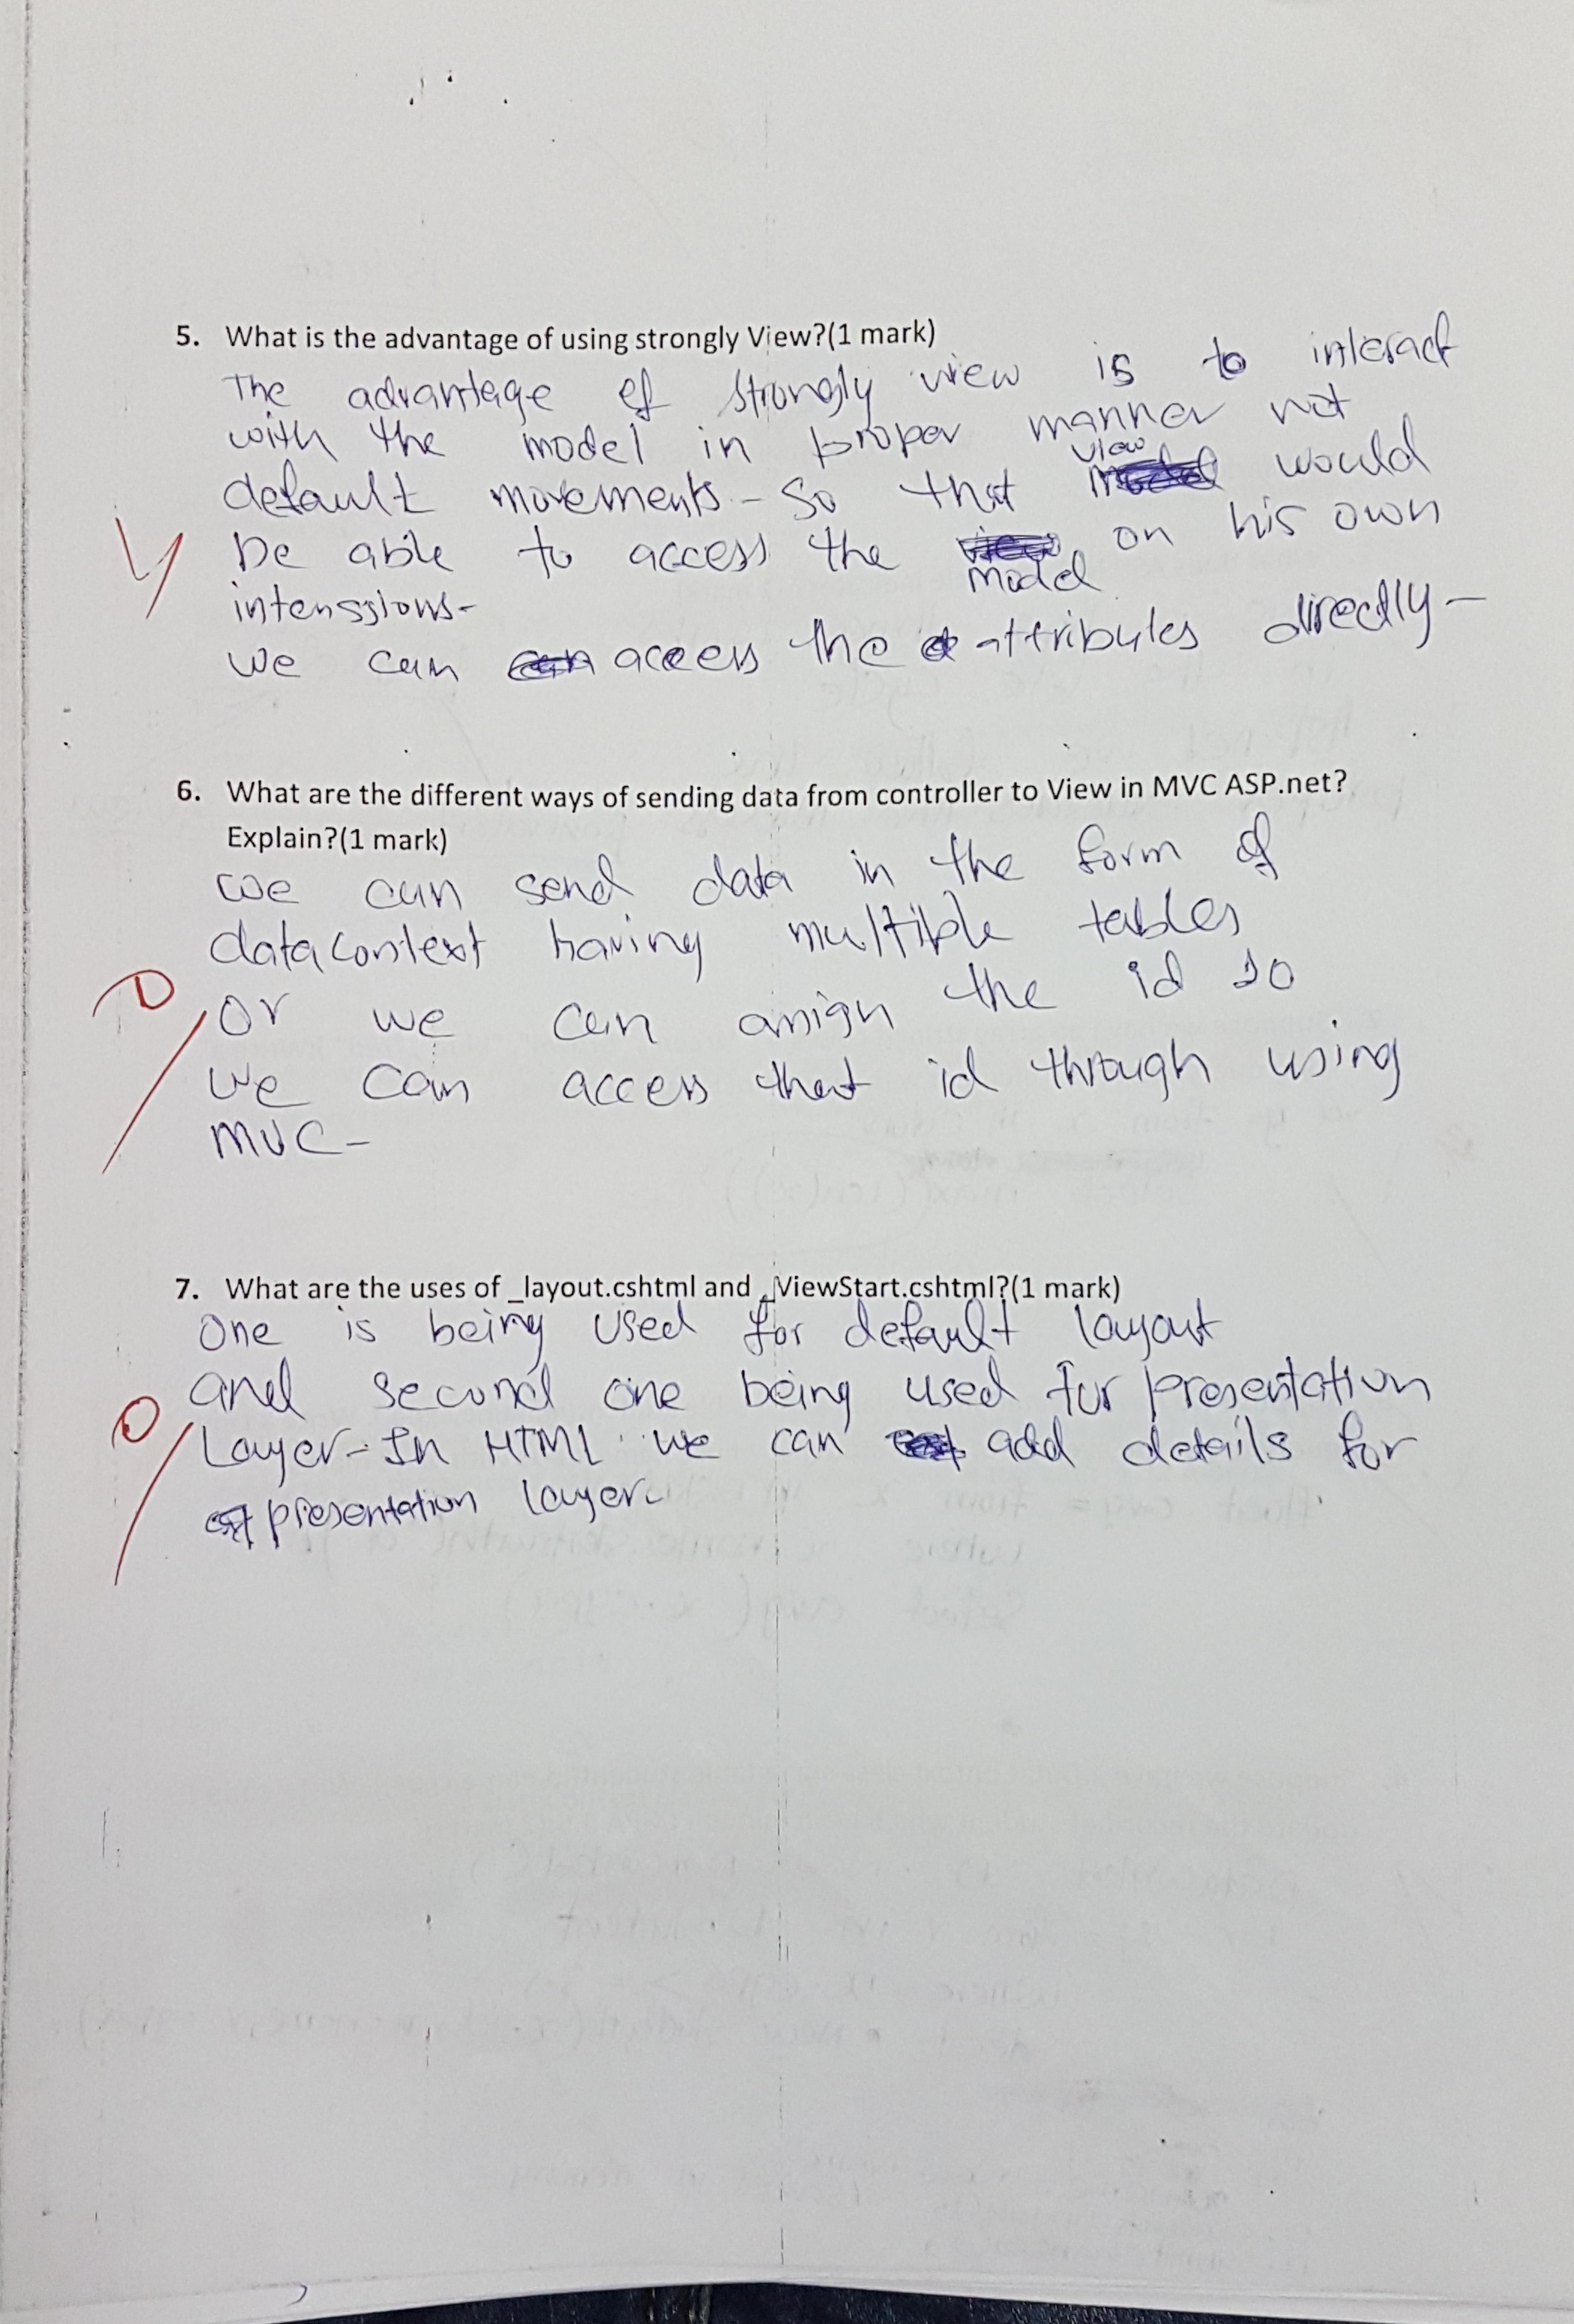 5. What is the advantage of using strongly View?(1 mark)
The advantage of strongly view is to interact
with the model in proper manner not
default movements - So that view would
be able to access the model on his own
intenssions-
we can access the attributes directly-
6. What are the different ways of sending data from controller to View in MVC ASP.net?
Explain?(1 mark)
we can send data in the form of
datacontext having multiple tables
0
or we can assign the id so
we can access that id through using
MVC-
7. What are the uses of _layout.cshtml and _ViewStart.cshtml?(1 mark)
One is being used for default layout
and second one being used for presentation
0
Layer- In HTML we can add details for
presentation layer-